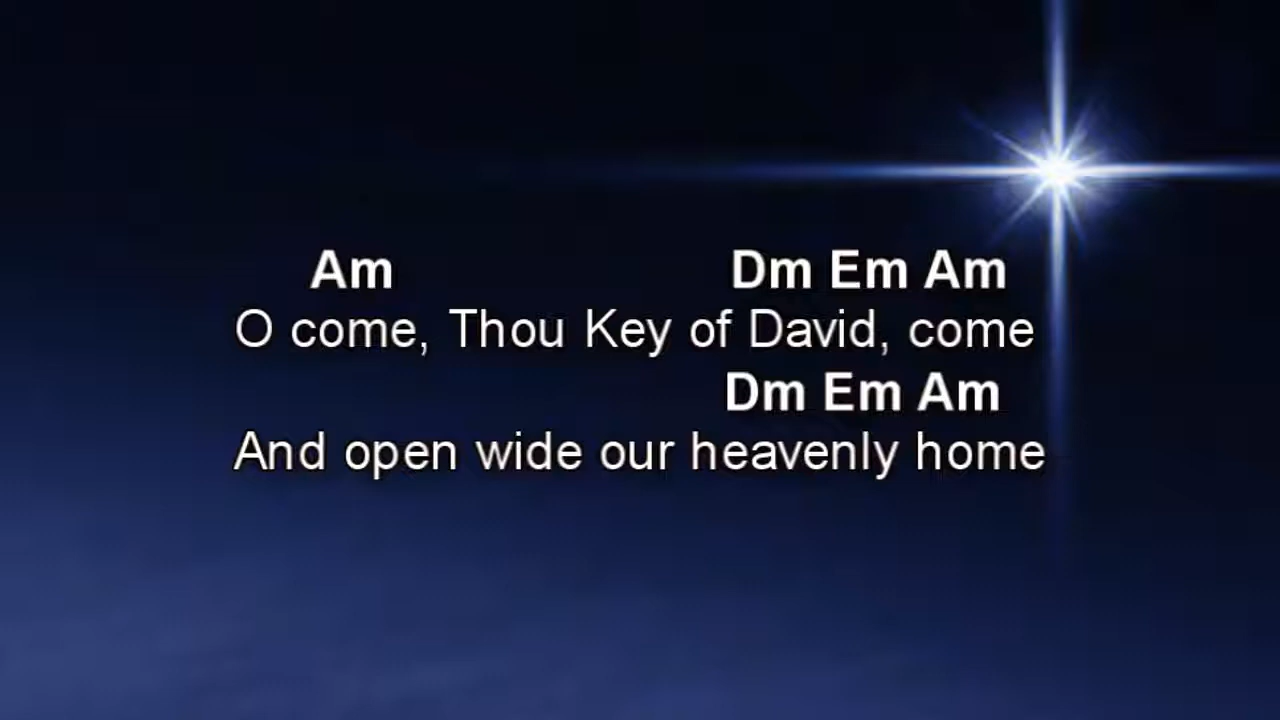 Am Dm Em Am
O come, Thou Key of David, come
Dm Em Am
And open wide our heavenly home